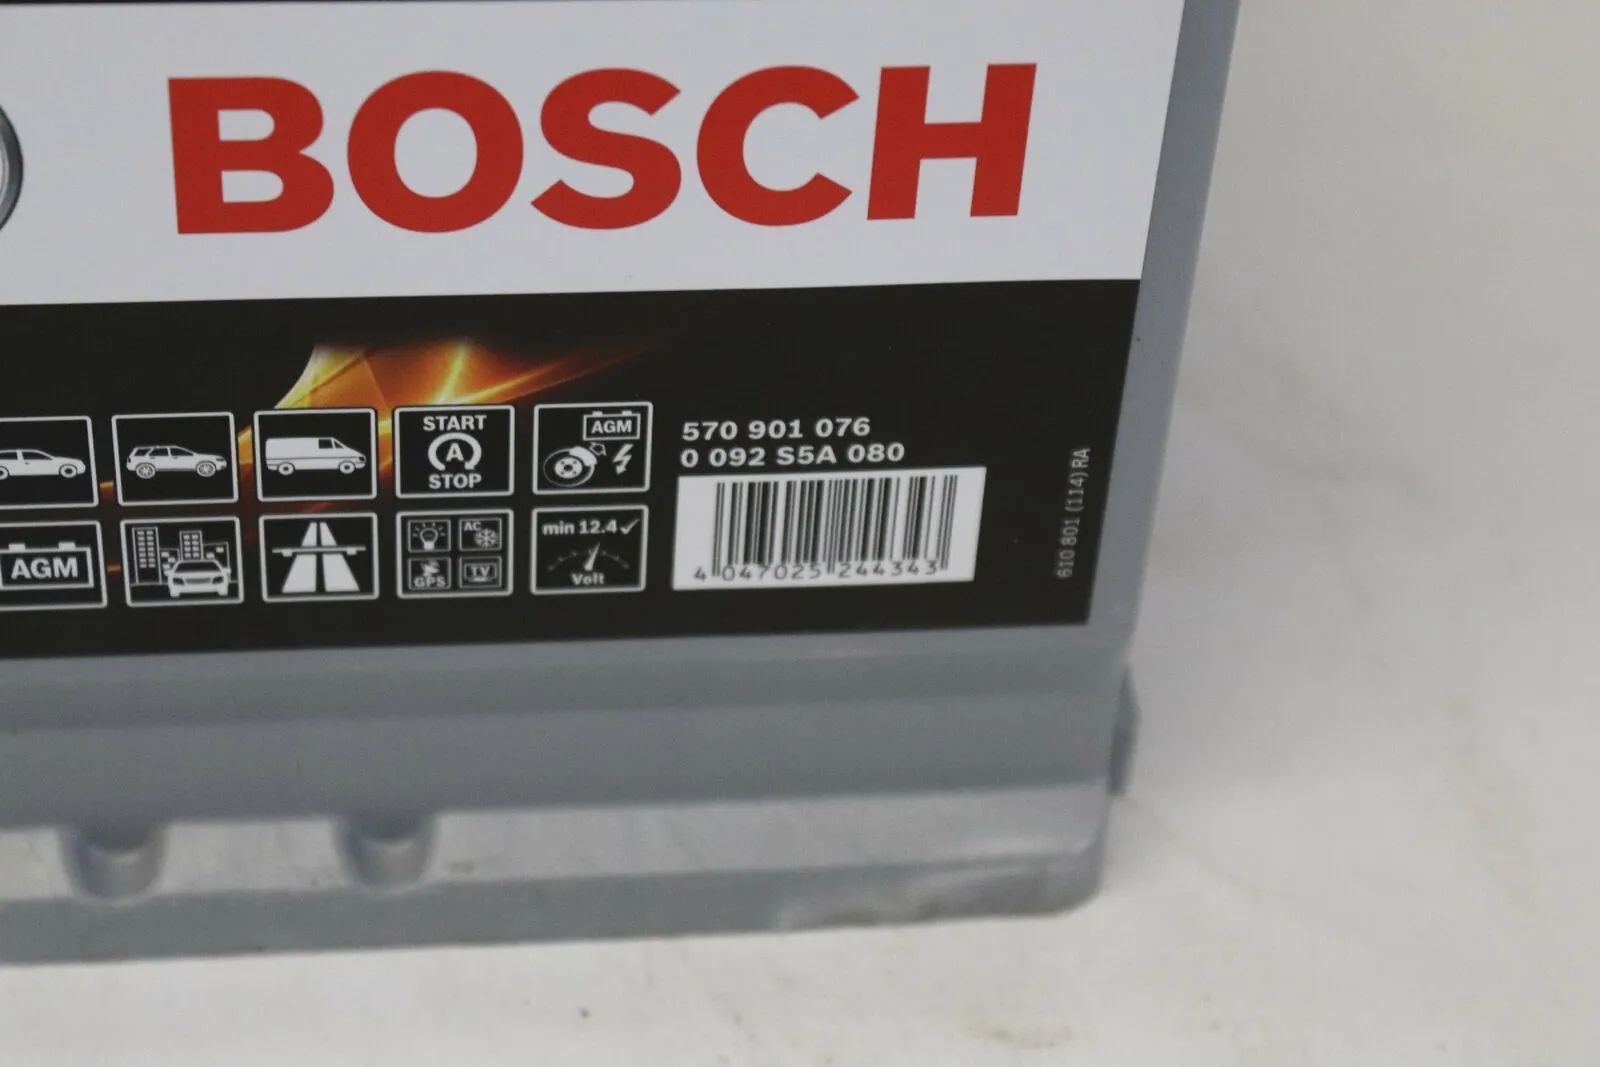 BOSCH
START
A
STOP
AGM
570 901 076
0 092 S5A 080
AGM
AC
GPS
TV
min 12.4
Volt
4 047025 244343
610 801 (114) RA